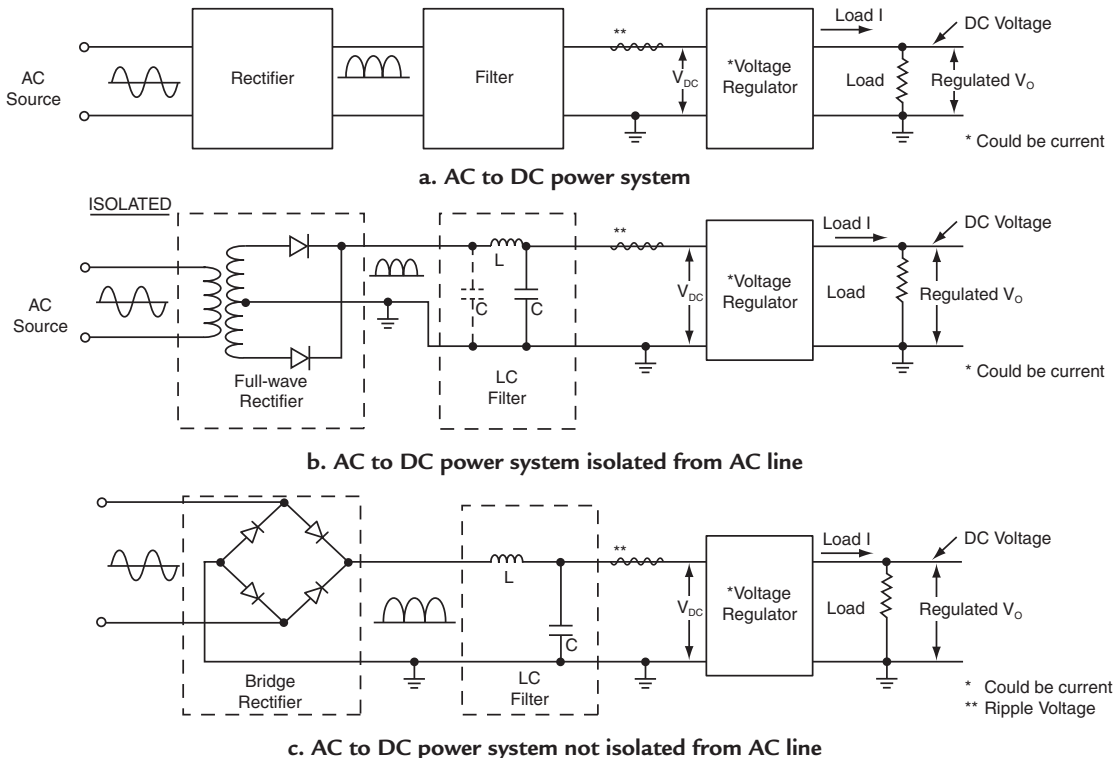 AC
Source
Rectifier
Filter
**
V_DC
*Voltage
Regulator
Load I
Load
DC Voltage
Regulated V_O
* Could be current
a. AC to DC power system
ISOLATED
AC
Source
Full-wave
Rectifier
L
C
C
LC
Filter
**
V_DC
*Voltage
Regulator
Load I
Load
DC Voltage
Regulated V_O
* Could be current
b. AC to DC power system isolated from AC line
Bridge
Rectifier
L
C
LC
Filter
**
V_DC
*Voltage
Regulator
Load I
Load
DC Voltage
Regulated V_O
* Could be current
** Ripple Voltage
c. AC to DC power system not isolated from AC line